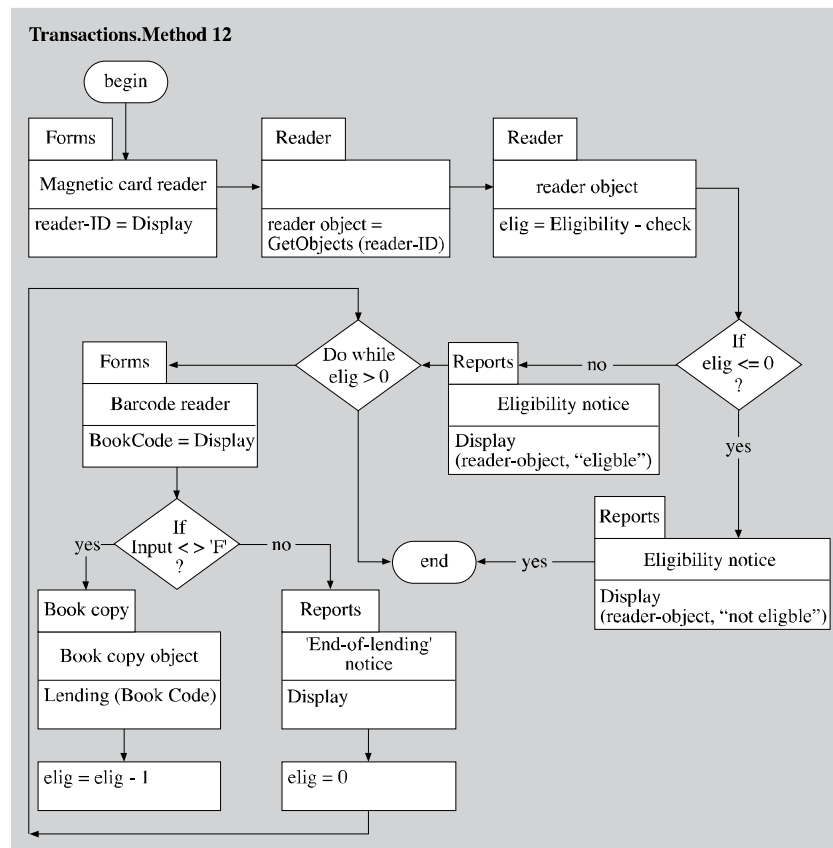 Transactions.Method 12
begin
Forms
Magnetic card reader
reader-ID = Display
Reader
reader object =
GetObjects (reader-ID)
Reader
reader object
elig = Eligibility - check
If
elig <= 0
?
no
yes
Reports
Eligibility notice
Display
(reader-object, “eligble”)
Do while
elig > 0
Forms
Barcode reader
BookCode = Display
Reports
Eligibility notice
Display
(reader-object, “not eligble”)
yes
end
If
Input < > 'F'
?
yes
no
Book copy
Book copy object
Lending (Book Code)
elig = elig - 1
Reports
'End-of-lending'
notice
Display
elig = 0